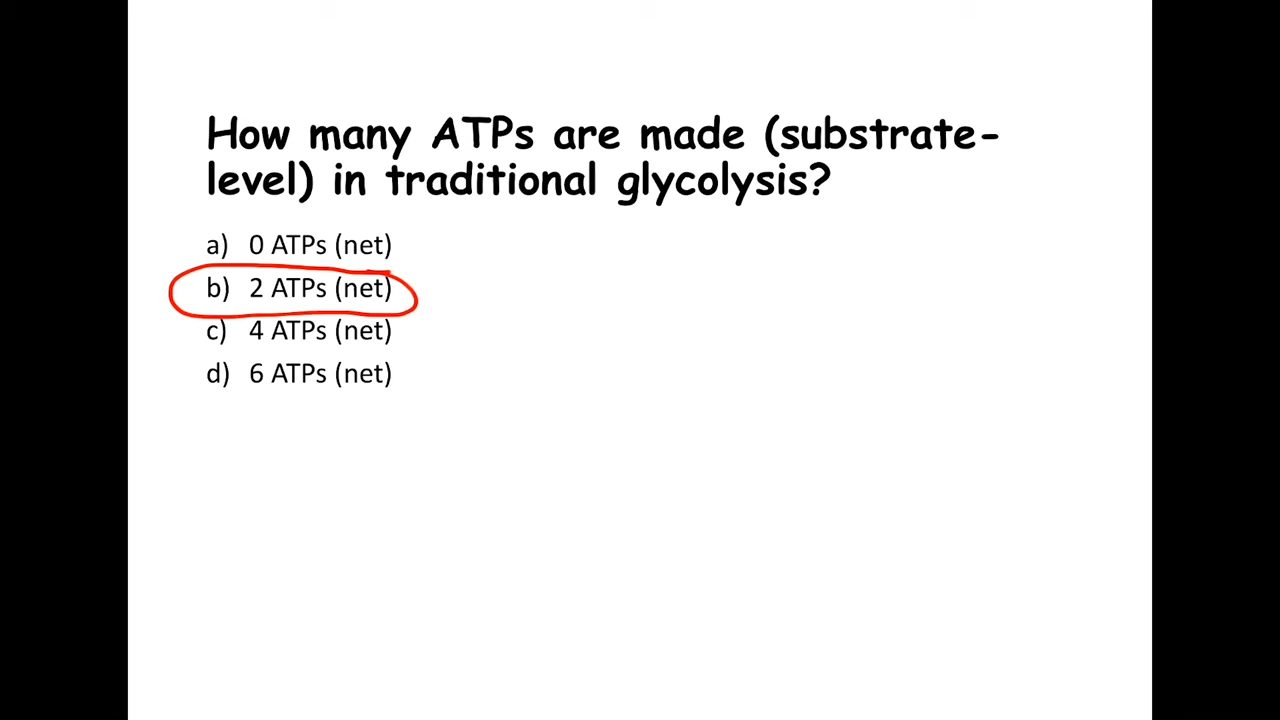 How many ATPs are made (substrate-
level) in traditional glycolysis?
a) 0 ATPs (net)
b) 2 ATPs (net)
c) 4 ATPs (net)
d) 6 ATPs (net)